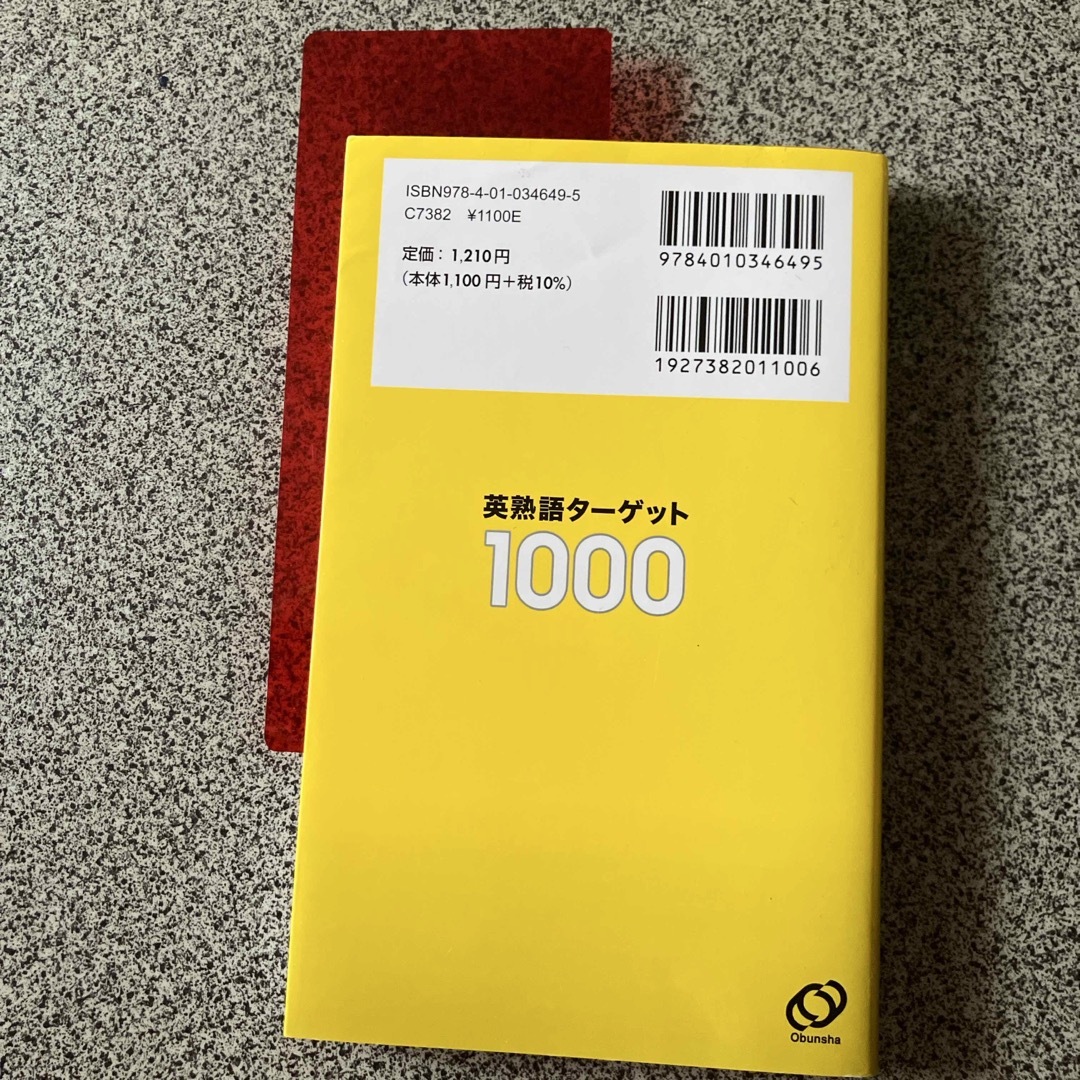 ISBN978-4-01-034649-5
C7382 ¥1100E
定価：1,210円
（本体1,100円＋税10%）
9784010346495
1927382011006
英熟語ターゲット
1000
Obunsha